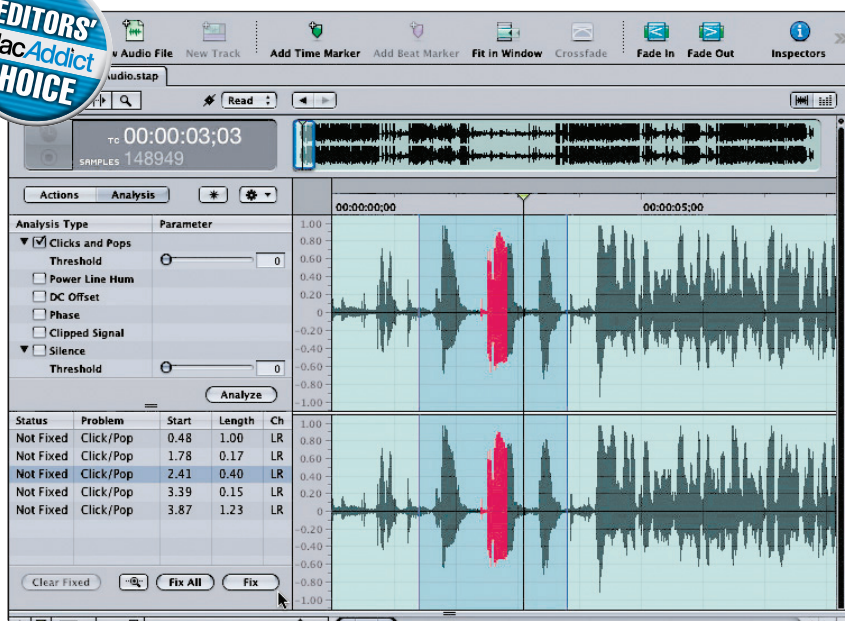 EDITORS'
MacAddict
CHOICE
Audio File
New Track
Add Time Marker
Add Beat Marker
Fit in Window
Crossfade
Fade In
Fade Out
Inspectors
udio.stap
Read
TC 00:00:03;03
SAMPLES 148949
Actions
Analysis
00:00:00;00
00:00:05;00
Analysis Type
Parameter
Clicks and Pops
Threshold
0
Power Line Hum
DC Offset
Phase
Clipped Signal
Silence
Threshold
0
Analyze
Status Problem Start Length Ch
Not Fixed Click/Pop 0.48 1.00 LR
Not Fixed Click/Pop 1.78 0.17 LR
Not Fixed Click/Pop 2.41 0.40 LR
Not Fixed Click/Pop 3.39 0.15 LR
Not Fixed Click/Pop 3.87 1.23 LR
Clear Fixed
Fix All
Fix
1.00
0.80
0.60
0.40
0.20
0
-0.20
-0.40
-0.60
-0.80
-1.00
1.00
0.80
0.60
0.40
0.20
0
-0.20
-0.40
-0.60
-0.80
-1.00